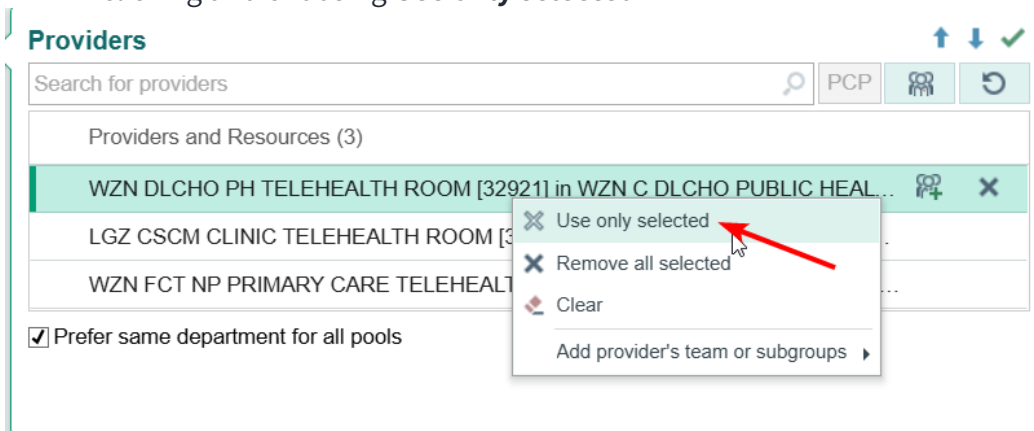 Providers
Search for providers
PCP
Providers and Resources (3)
WZN DLCHO PH TELEHEALTH ROOM [32921] in WZN C DLCHO PUBLIC HEAL...
Use only selected
LGZ CSCM CLINIC TELEHEALTH ROOM [3
Remove all selected
WZN FCT NP PRIMARY CARE TELEHEALT
Clear
Prefer same department for all pools
Add provider's team or subgroups